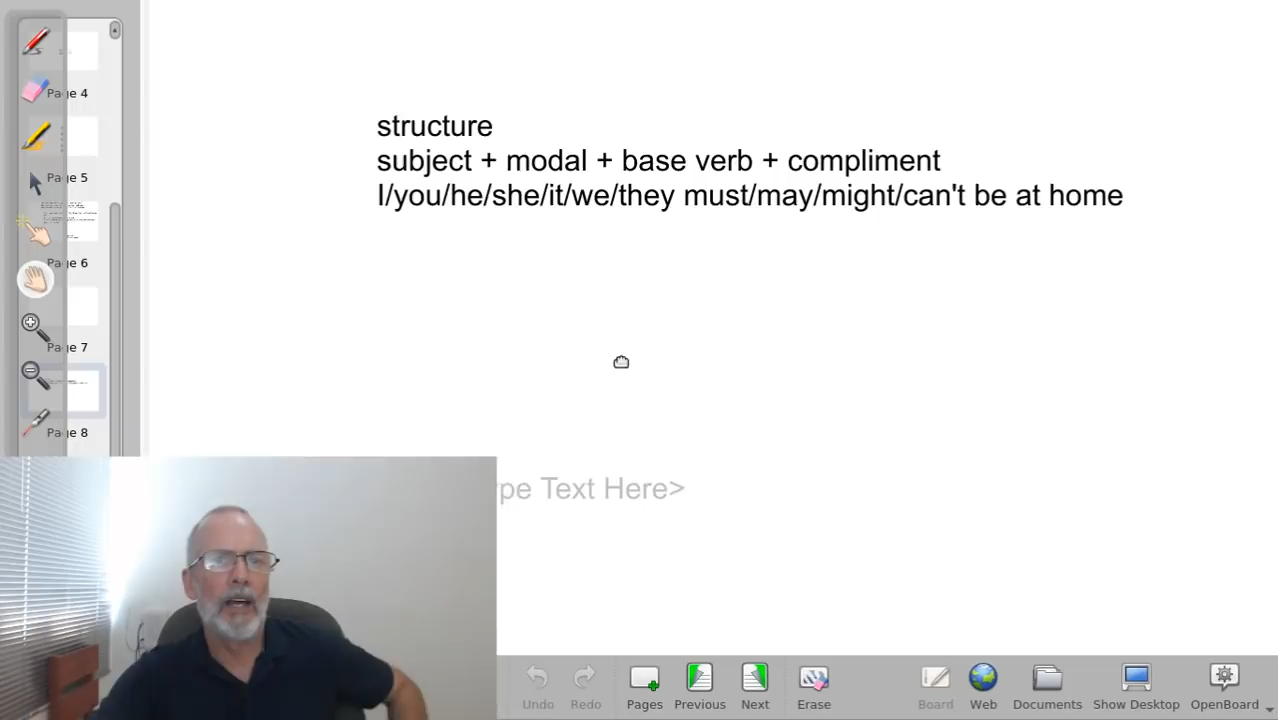 structure
subject + modal + base verb + compliment
I/you/he/she/it/we/they must/may/might/can't be at home
Page 4
Page 5
Page 6
Page 7
Page 8
Text Here>
Undo Redo Pages Previous Next Erase Board Web Documents Show Desktop OpenBoard